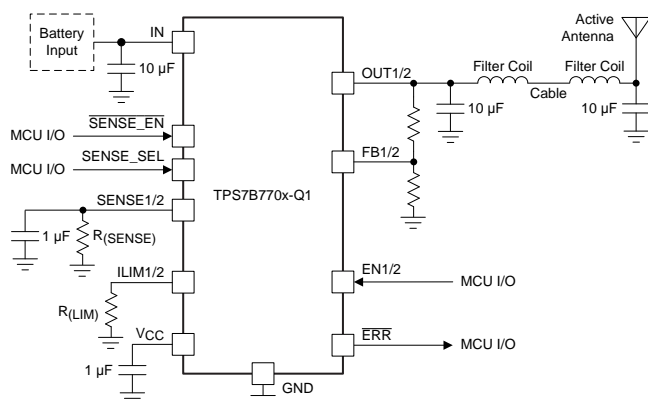 Battery
Input
IN
10 µF
MCU I/O
SENSE_EN
MCU I/O
SENSE_SEL
SENSE1/2
1 µF
R(SENSE)
ILIM1/2
R(LIM)
VCC
1 µF
TPS7B770x-Q1
GND
OUT1/2
10 µF
Filter Coil
Cable
Filter Coil
Active
Antenna
10 µF
FB1/2
EN1/2
MCU I/O
ERR
MCU I/O